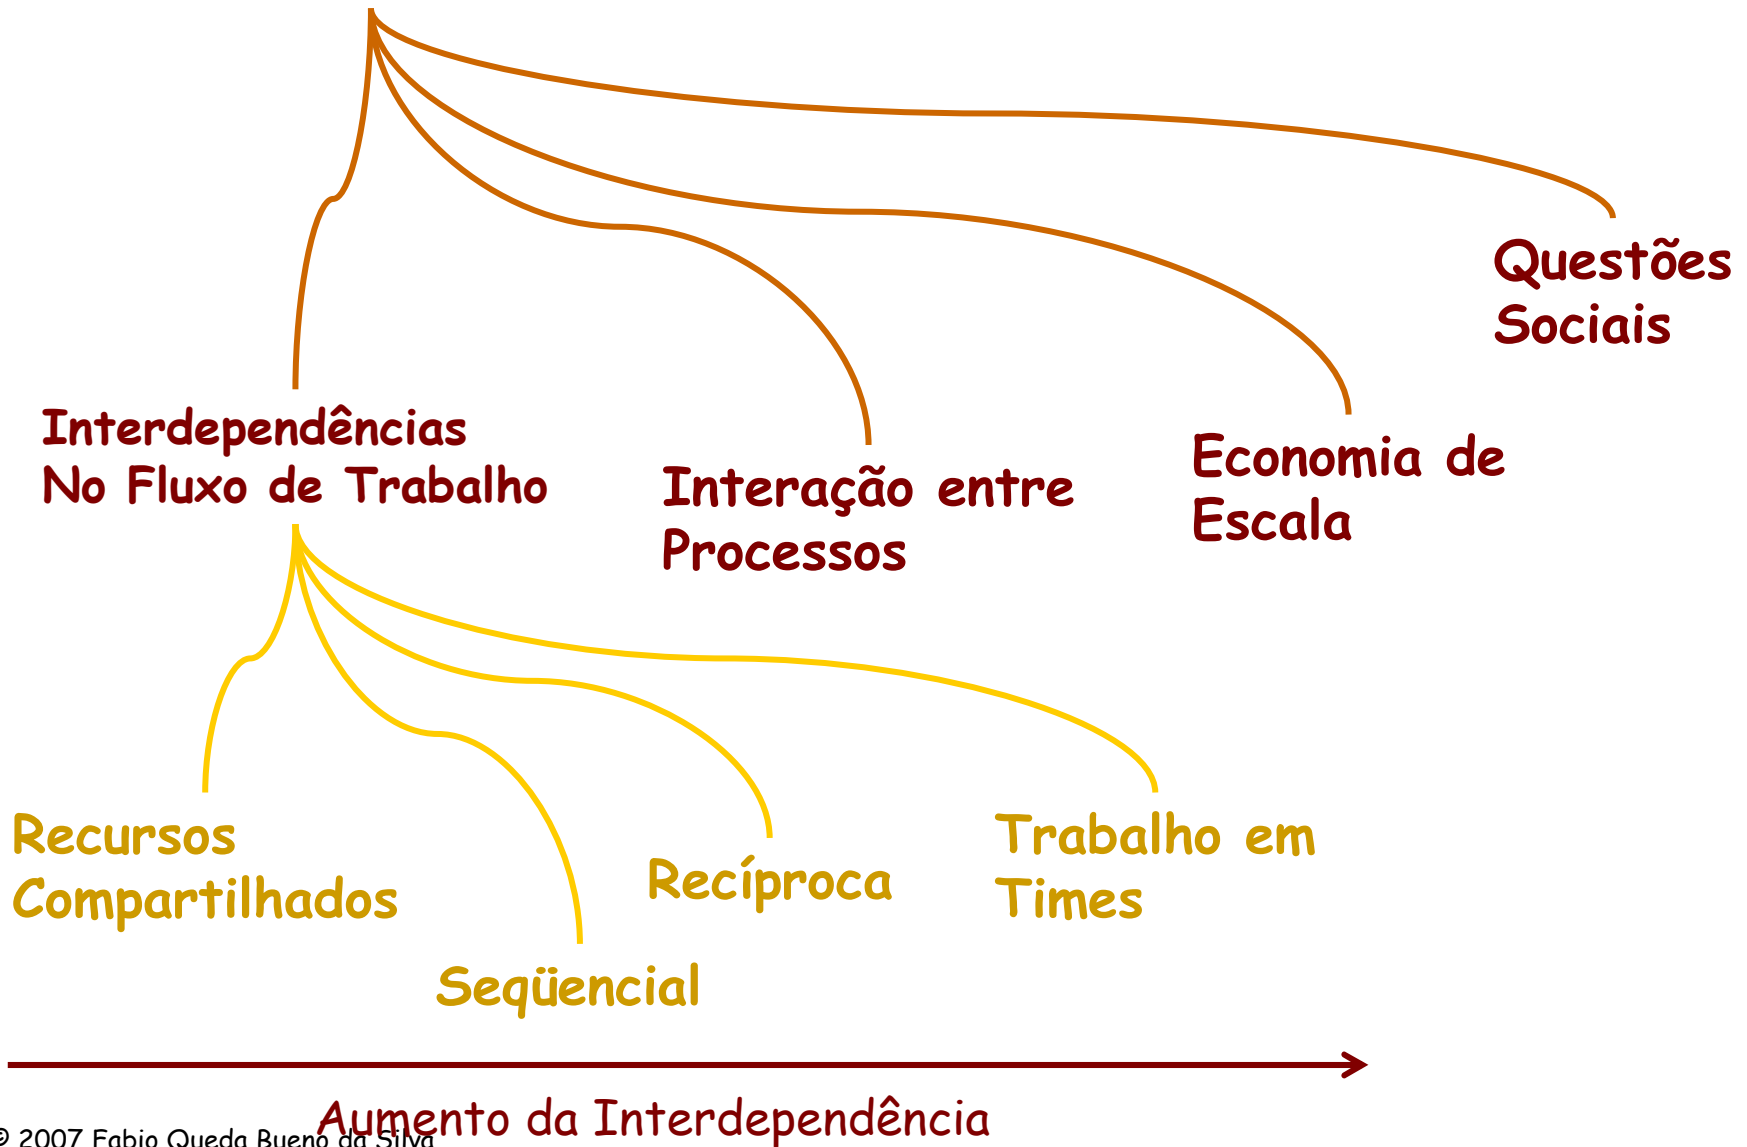 Questões
Sociais
Interdependências
No Fluxo de Trabalho
Interação entre
Processos
Economia de
Escala
Recursos
Compartilhados
Seqüencial
Recíproca
Trabalho em
Times
Aumento da Interdependência
© 2007 Fabio Queda Bueno da Silva